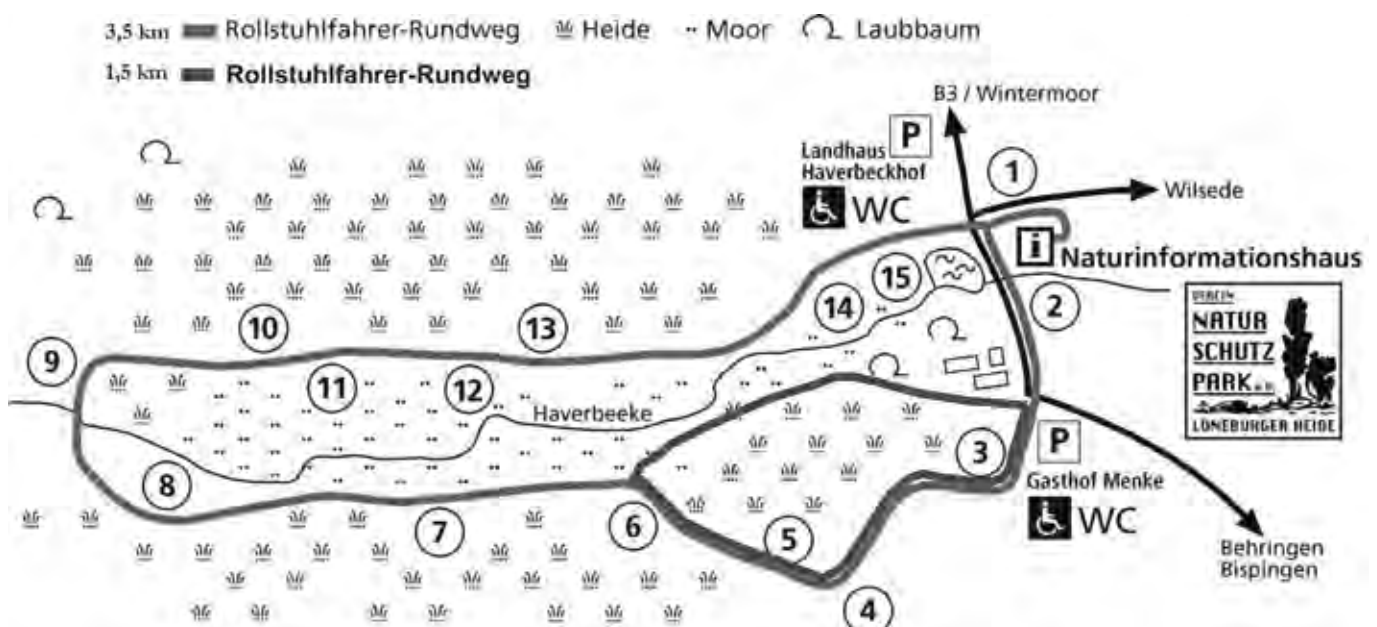 3,5 km Rollstuhlfahrer-Rundweg Heide Moor Laubbaum
1,5 km Rollstuhlfahrer-Rundweg
B3 / Wintermoor
P
Landhaus
Haverbeckhof
WC
1
Wilsede
i Naturinformationshaus
2
15
14
13
10
9
11
12
Haverbeeke
8
7
6
5
4
3
P
Gasthof Menke
WC
Behringen
Bispingen
VEREIN
NATUR
SCHUTZ
PARK e.V.
LÜNEBURGER HEIDE